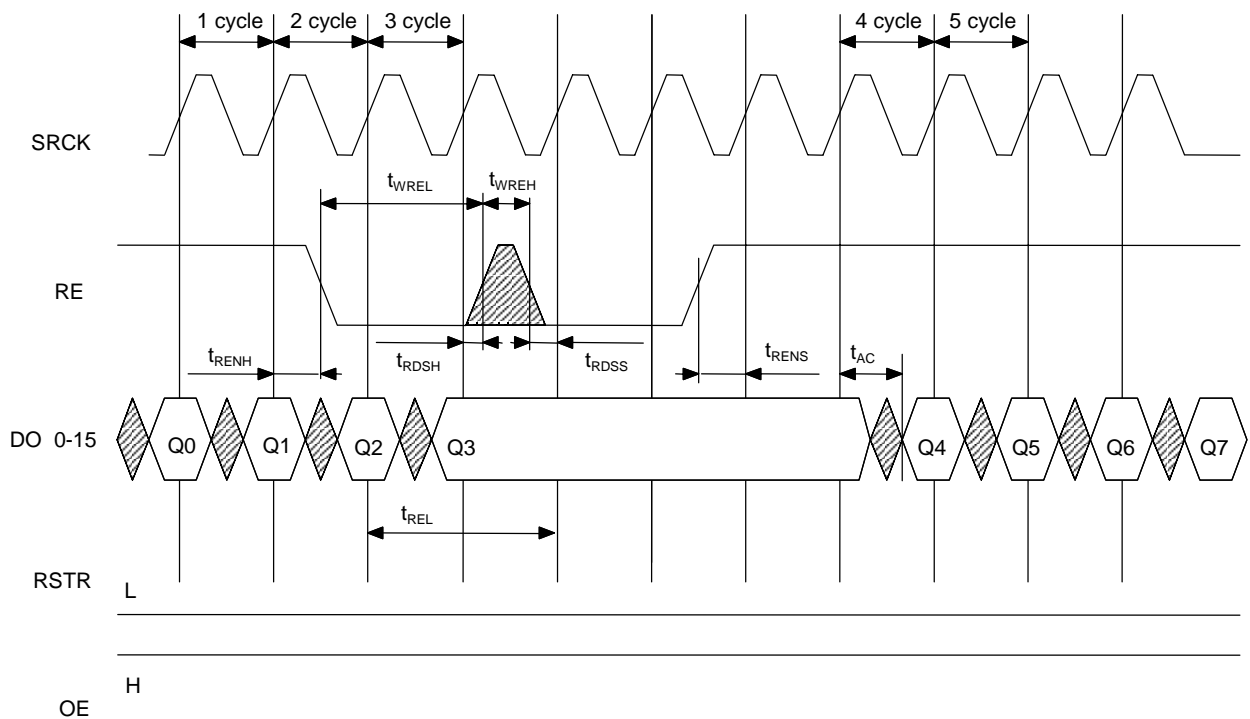 1 cycle 2 cycle 3 cycle 4 cycle 5 cycle
SRCK
tWREL tWREH
RE
tRENH tRDSH tRDSS tRENS tAC
DO 0-15 Q0 Q1 Q2 Q3 Q4 Q5 Q6 Q7
tREL
RSTR L
H
OE